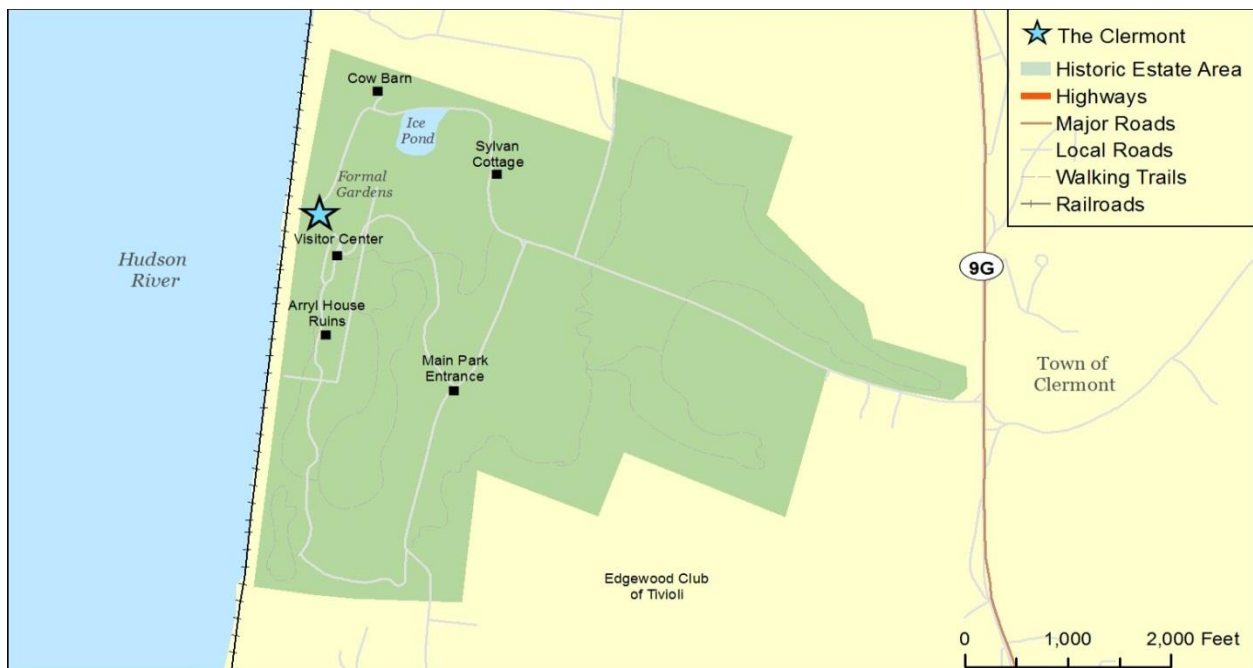 Cow Barn
Ice
Pond
Sylvan
Cottage
Formal
Gardens
Visitor Center
Hudson
River
Arryl House
Ruins
Main Park
Entrance
9G
Town of
Clermont
Edgewood Club
of Tivioli
The Clermont
Historic Estate Area
Highways
Major Roads
Local Roads
Walking Trails
Railroads
0 1,000 2,000 Feet